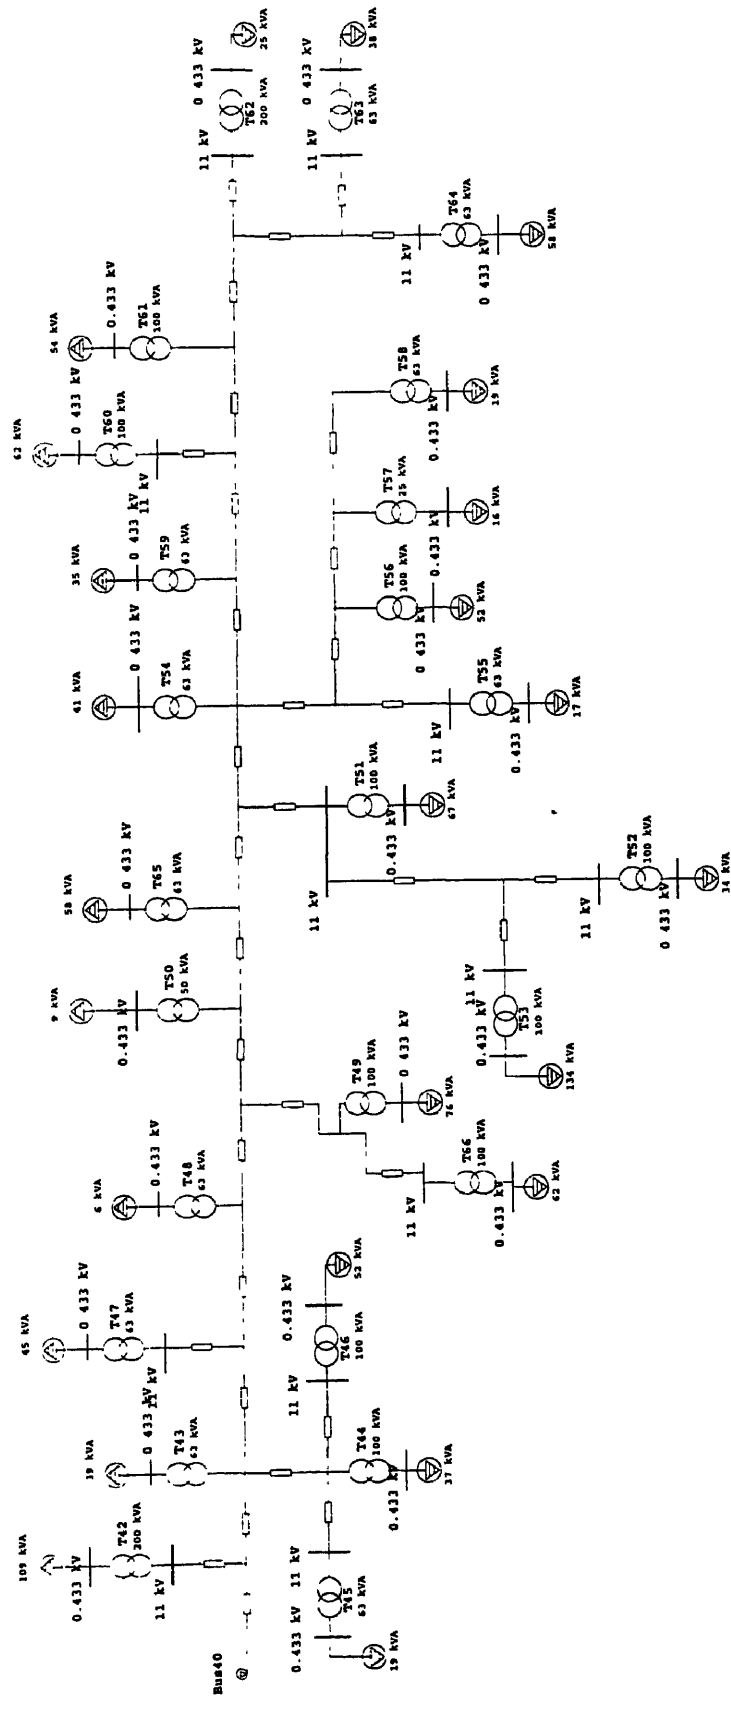 Bus40
109 kVA
0.433 kV
T42
200 kVA
11 kV
19 kVA
0 433 kV
T43
63 kVA
T44
100 kVA
0.433 kV
37 kVA
11 kV
T45
63 kVA
0.433 kV
19 kVA
11 kV
T46
100 kVA
0.433 kV
52 kVA
45 kVA
0 433 kV
T47
63 kVA
11 kV
6 kVA
0.433 kV
T48
63 kVA
T49
100 kVA
0 433 kV
76 kVA
11 kV
T66
100 kVA
0.433 kV
62 kVA
9 kVA
0.433 kV
T50
50 kVA
58 kVA
0 433 kV
T65
63 kVA
11 kV
T51
100 kVA
0.433 kV
67 kVA
11 kV
T52
100 kVA
0 433 kV
kVA
11 kV
T53
100 kVA
0.433 kV
134 kVA
41 kVA
0 433 kV
T54
63 kVA
11 kV
T55
63 kVA
0.433 kV
17 kVA
T56
100 kVA
0 433 kV
52 kVA
T57
25 kVA
0.433 kV
16 kVA
T58
63 kVA
0.433 kV
19 kVA
35 kVA
0 433 kV
T59
63 kVA
62 kVA
0 433 kV
T60
100 kVA
11 kV
54 kVA
0.433 kV
T61
100 kVA
11 kV
T62
200 kVA
0 433 kV
25 kVA
11 kV
T63
63 kVA
0 433 kV
38 kVA
11 kV
T64
63 kVA
0 433 kV
58 kVA